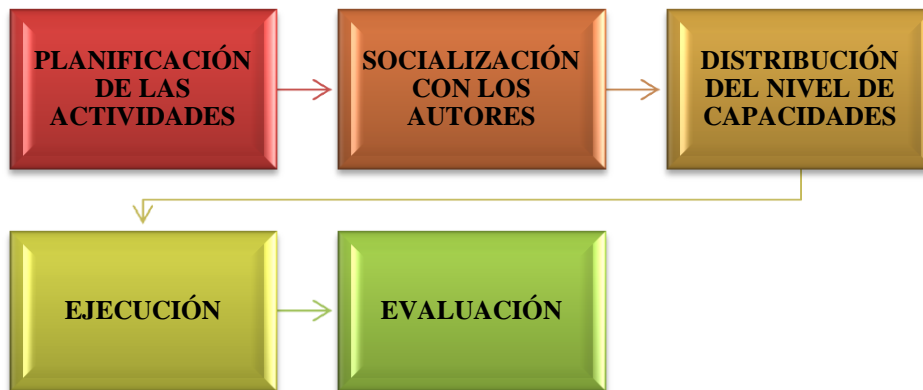 PLANIFICACIÓN
DE LAS
ACTIVIDADES
SOCIALIZACIÓN
CON LOS
AUTORES
DISTRIBUCIÓN
DEL NIVEL DE
CAPACIDADES
EJECUCIÓN
EVALUACIÓN